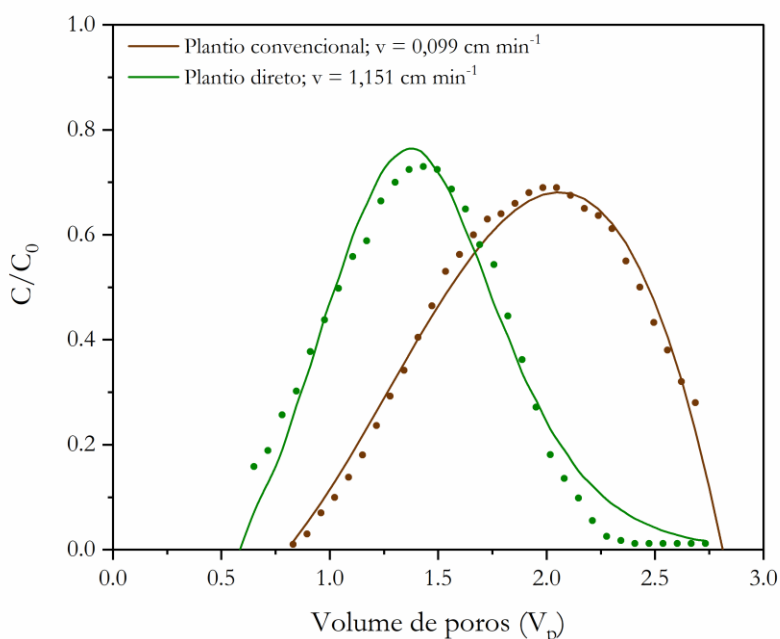 Plantio convencional; v = 0,099 cm min⁻¹
Plantio direto; v = 1,151 cm min⁻¹
1.0
0.8
0.6
0.4
0.2
0.0
C/C₀
0.0 0.5 1.0 1.5 2.0 2.5 3.0
Volume de poros (Vₚ)